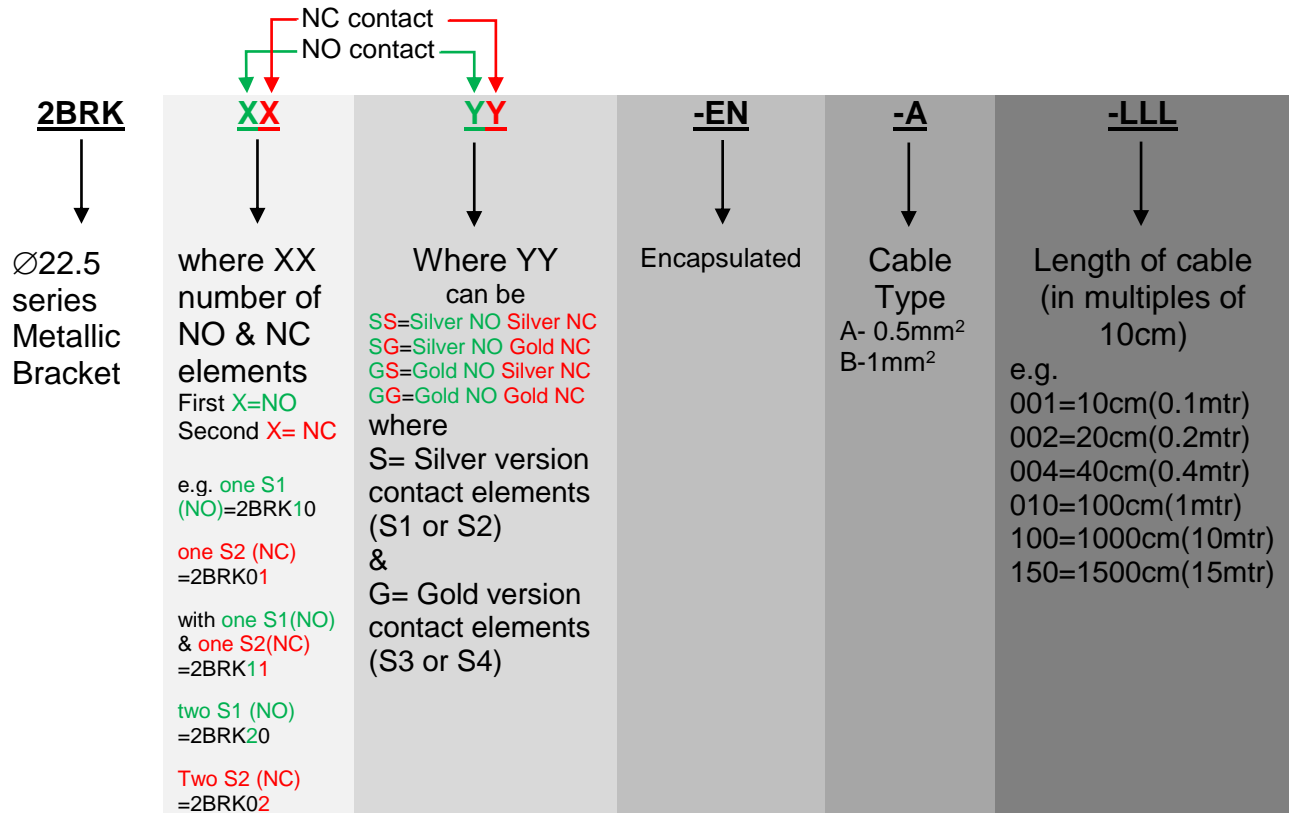 NC contact
NO contact
2BRK
XX
YY
-EN
-A
-LLL
∅22.5
series
Metallic
Bracket
where XX
number of
NO & NC
elements
First X=NO
Second X= NC
e.g. one S1
(NO)=2BRK10
one S2 (NC)
=2BRK01
with one S1(NO)
& one S2(NC)
=2BRK11
two S1 (NO)
=2BRK20
Two S2 (NC)
=2BRK02
Where YY
can be
SS=Silver NO Silver NC
SG=Silver NO Gold NC
GS=Gold NO Silver NC
GG=Gold NO Gold NC
where
S= Silver version
contact elements
(S1 or S2)
&
G= Gold version
contact elements
(S3 or S4)
Encapsulated
Cable
Type
A- 0.5mm²
B-1mm²
Length of cable
(in multiples of
10cm)
e.g.
001=10cm(0.1mtr)
002=20cm(0.2mtr)
004=40cm(0.4mtr)
010=100cm(1mtr)
100=1000cm(10mtr)
150=1500cm(15mtr)